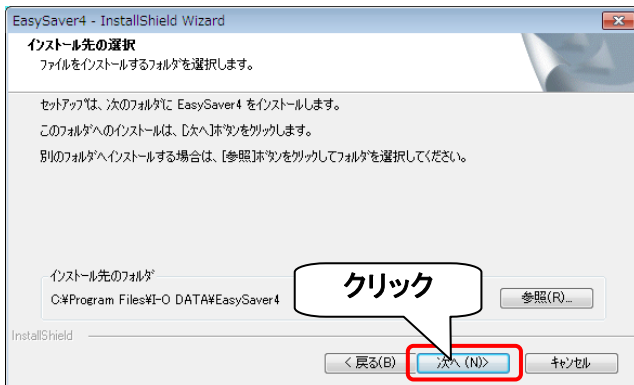 EasySaver4 - InstallShield Wizard
インストール先の選択
ファイルをインストールするフォルダを選択します。
セットアップは、次のフォルダに EasySaver4 をインストールします。
このフォルダへのインストールは、[次へ]ボタンをクリックします。
別のフォルダへインストールする場合は、[参照]ボタンをクリックしてフォルダを選択してください。
インストール先のフォルダ
C:¥Program Files¥I-O DATA¥EasySaver4
参照(R)...
クリック
InstallShield
< 戻る(B)
次へ (N)>
キャンセル